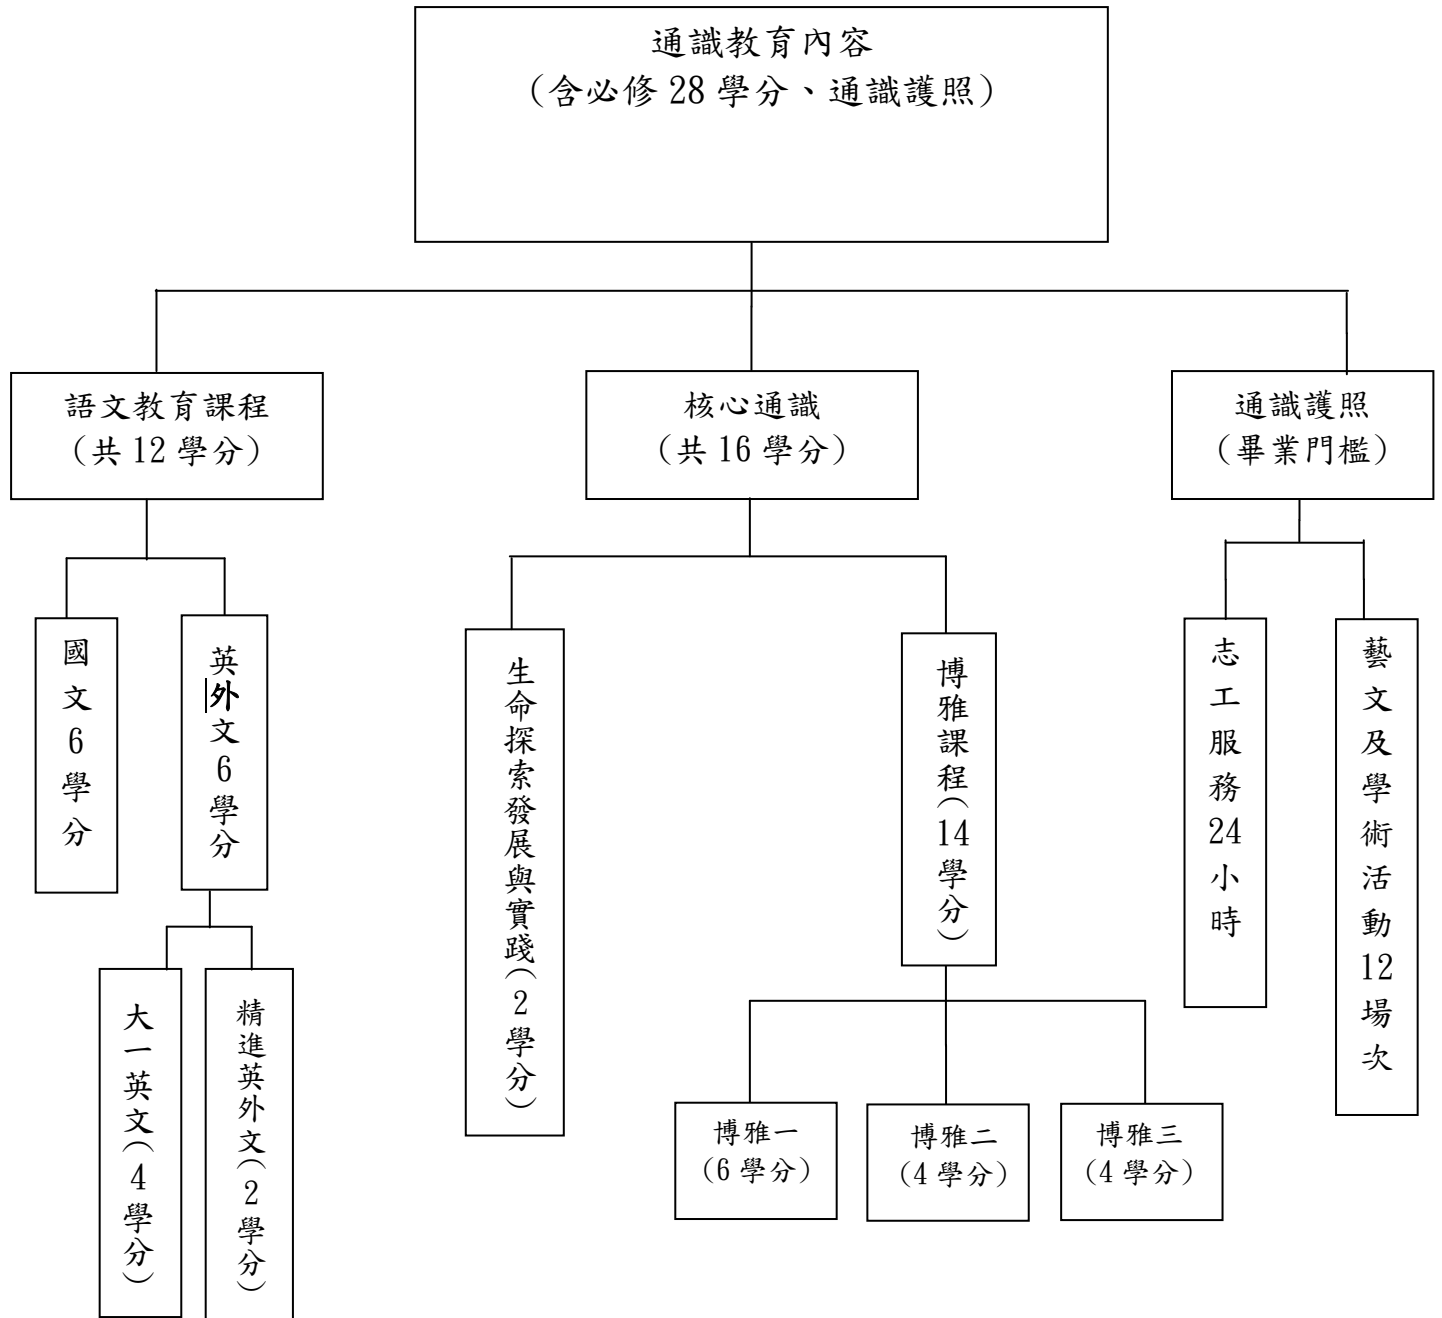 通識教育內容
（含必修 28 學分、通識護照）
語文教育課程
（共 12 學分）
核心通識
（共 16 學分）
通識護照
（畢業門檻）
國文6學分
英外文6學分
生命探索發展與實踐（2學分）
博雅課程（14學分）
志工服務24小時
藝文及學術活動12場次
大一英文（4學分）
精進英外文（2學分）
博雅一
（6 學分）
博雅二
（4 學分）
博雅三
（4 學分）